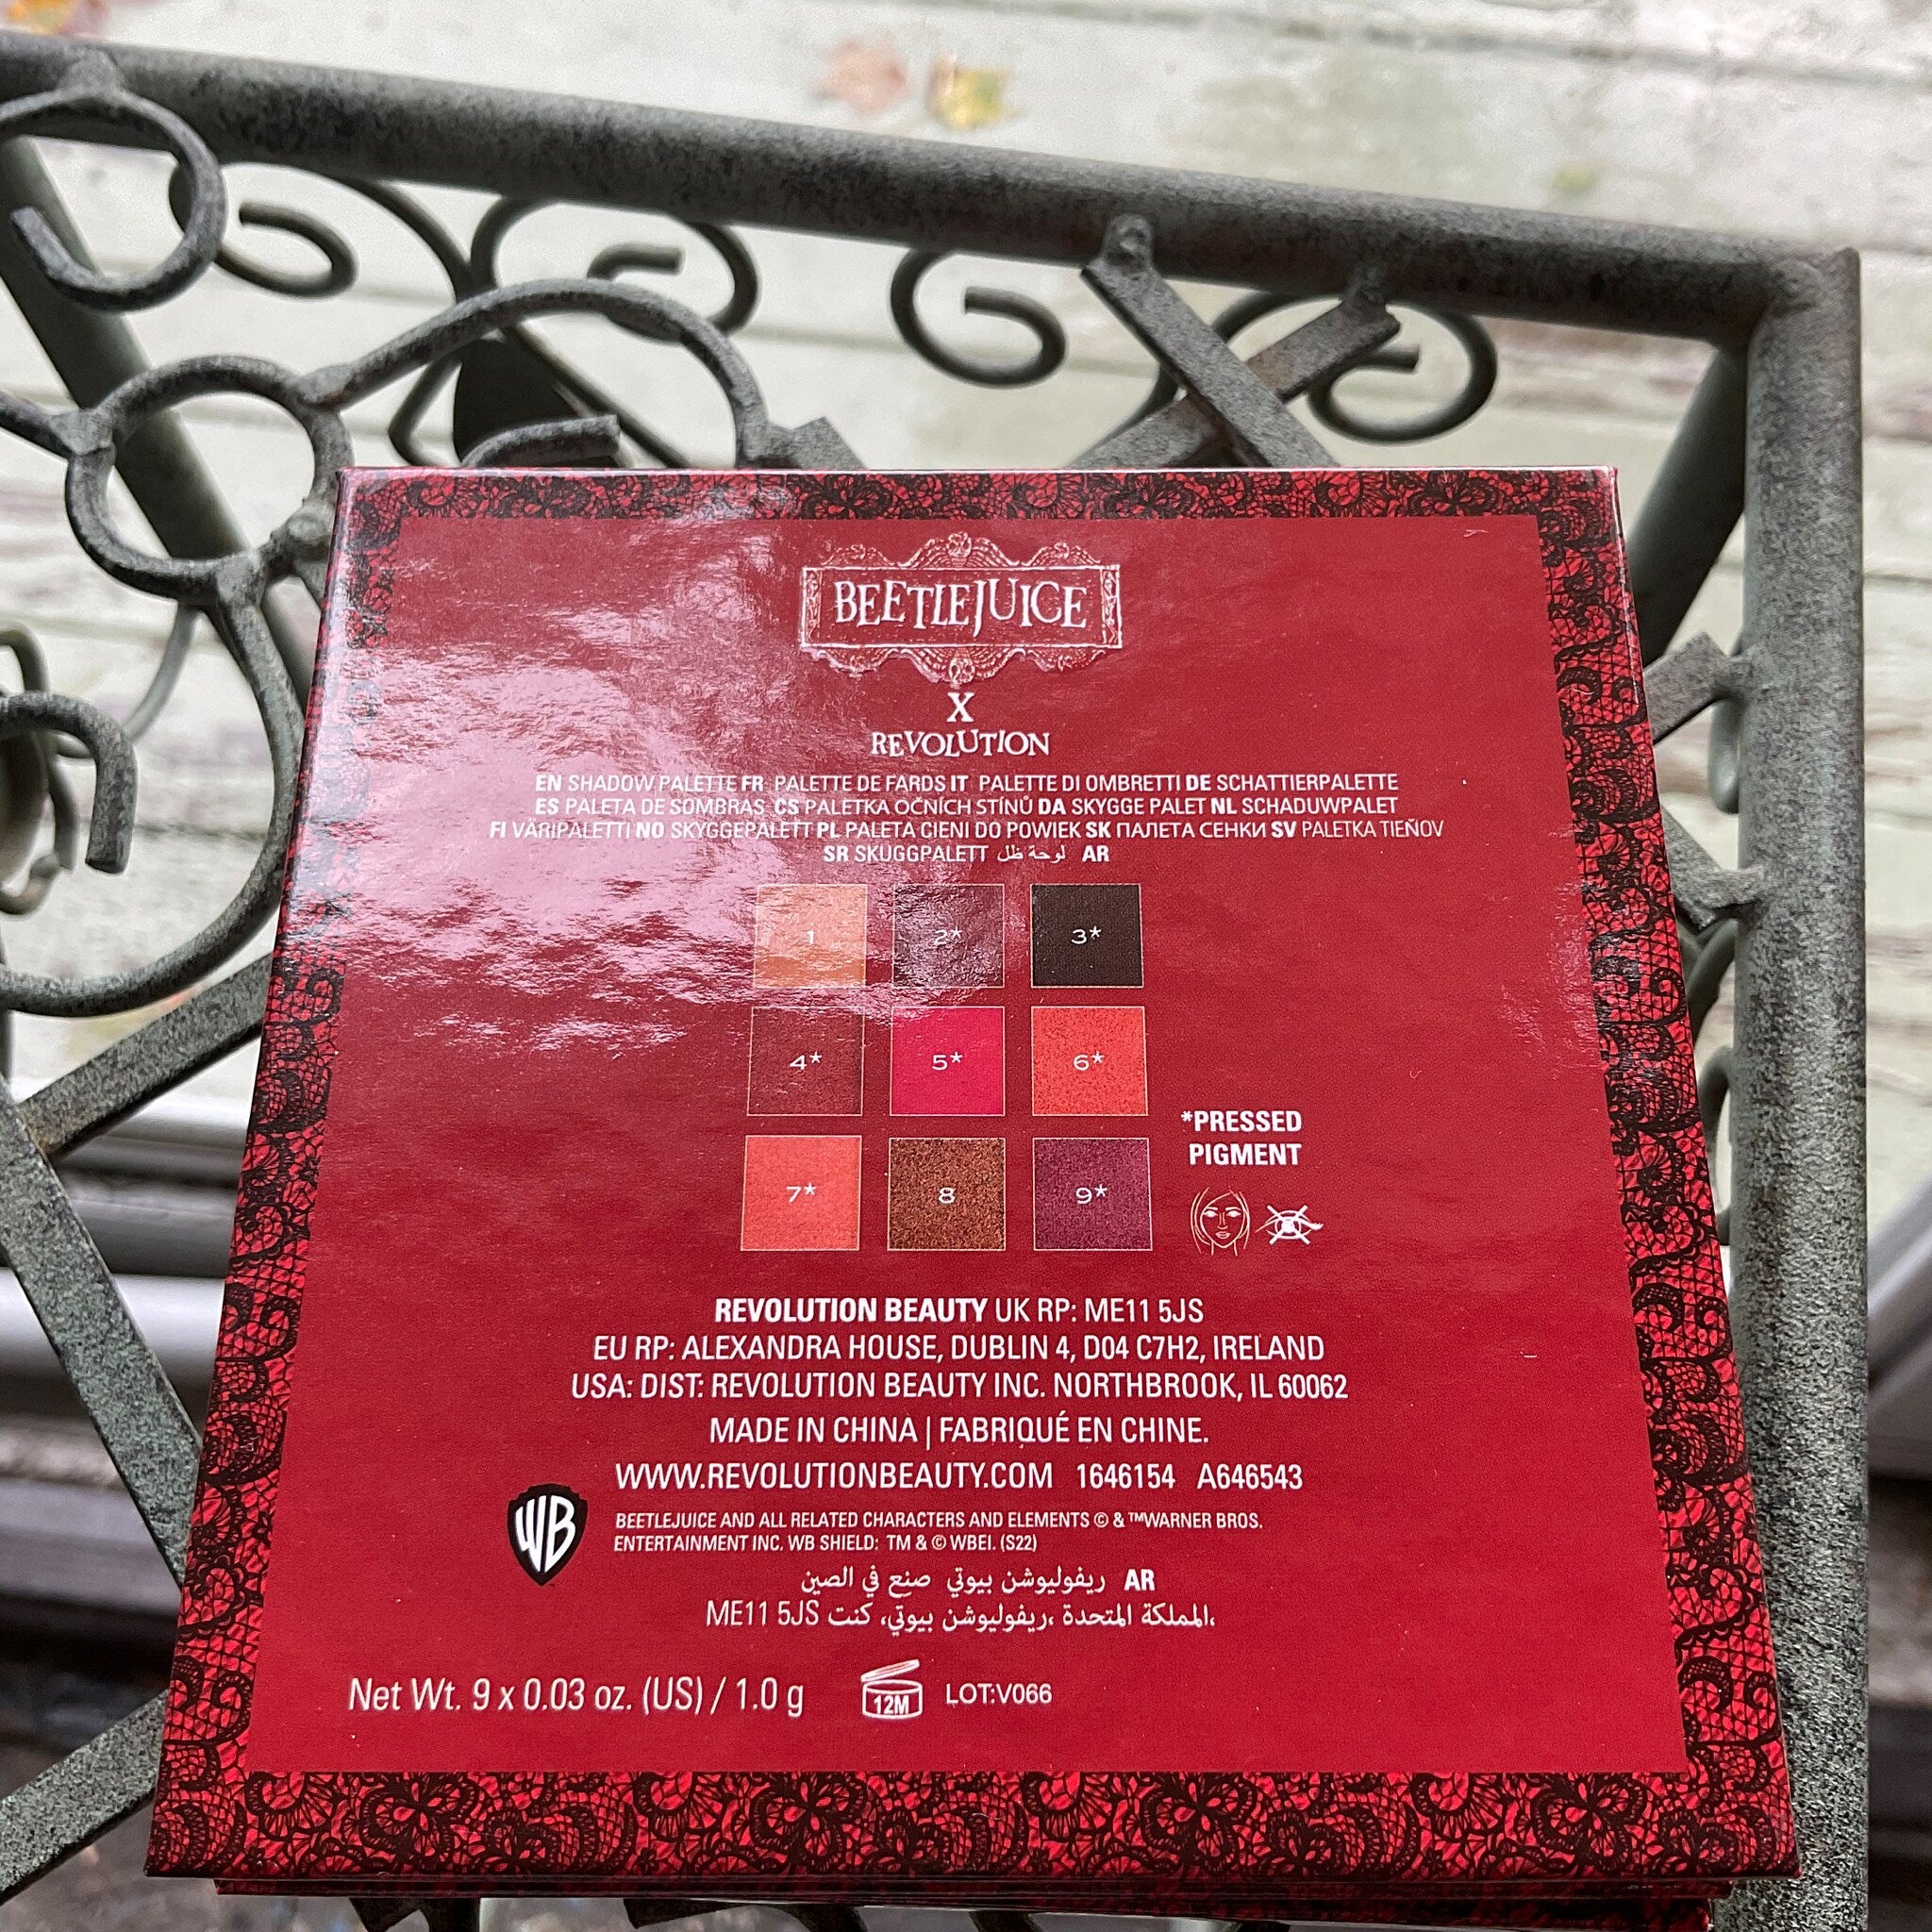 BEETLEJUICE
X
REVOLUTION
EN SHADOW PALETTE FR PALETTE DE FARDS IT PALETTE DI OMBRETTI DE SCHATTIERPALETTE
ES PALETA DE SOMBRAS CS PALETKA OČNÍCH STÍNŮ DA SKYGGE PALET NL SCHADUWPALET
FI VÄRIPALETTI NO SKYGGEPALETT PL PALETA CIENI DO POWIEK SK ПАЛЕТА СЕНКИ SV PALETKA TIEŇOV
SR SKUGGPALETT لوحة ظل AR
1 2* 3*
4* 5* 6*
7* 8 9*
*PRESSED
PIGMENT
REVOLUTION BEAUTY UK RP: ME11 5JS
EU RP: ALEXANDRA HOUSE, DUBLIN 4, D04 C7H2, IRELAND
USA: DIST: REVOLUTION BEAUTY INC. NORTHBROOK, IL 60062
MADE IN CHINA | FABRIQUÉ EN CHINE.
WWW.REVOLUTIONBEAUTY.COM 1646154 A646543
WB
BEETLEJUICE AND ALL RELATED CHARACTERS AND ELEMENTS © & ™WARNER BROS.
ENTERTAINMENT INC. WB SHIELD: TM & © WBEI. (S22)
AR ريفوليوشن بيوتي صنع في الصين
،المملكة المتحدة ،ريفوليوشن بيوتي، كنت ME11 5JS
Net Wt. 9 x 0.03 oz. (US) / 1.0 g
12M
LOT:V066